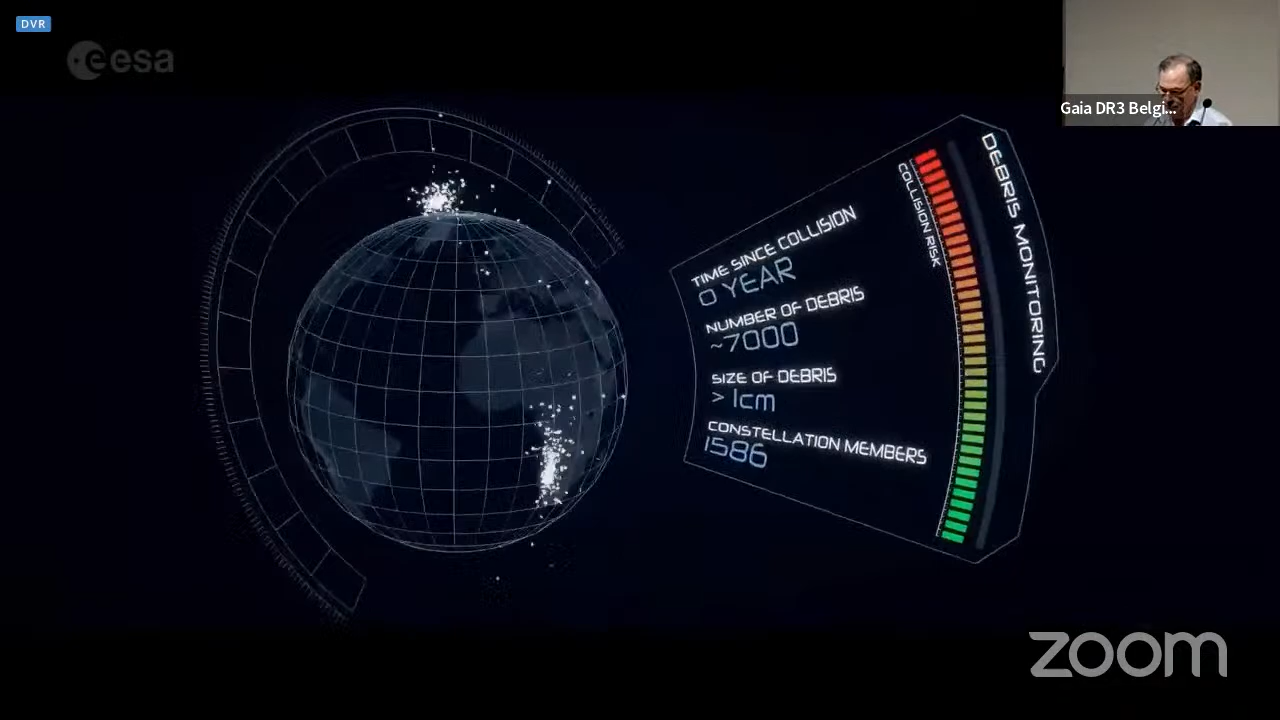 DVR
esa
Gaia DR3 Belgi...
DEBRIS MONITORING
COLLISION RISK
TIME SINCE COLLISION
0 YEAR
NUMBER OF DEBRIS
~7000
SIZE OF DEBRIS
> 1cm
CONSTELLATION MEMBERS
1586
zoom